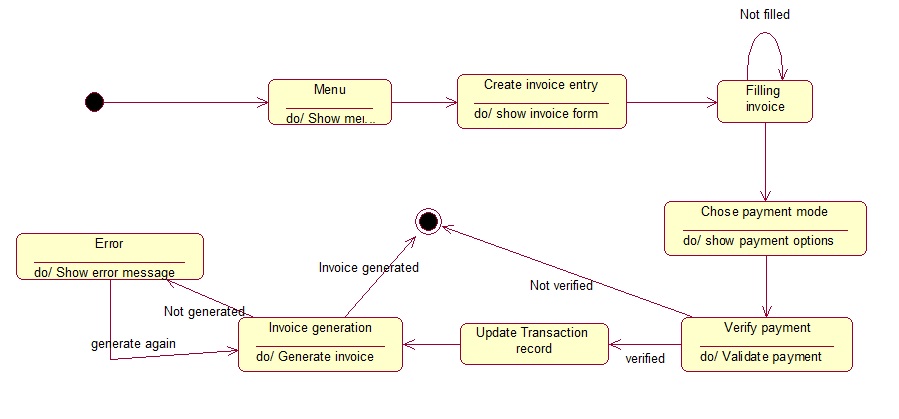 Not filled
Menu
do/ Show
Create invoice entry
do/ show invoice form
Filling
invoice
Chose payment mode
do/ show payment options
Error
do/ Show error message
Invoice generated
Not verified
Not generated
generate again
Invoice generation
do/ Generate invoice
Update Transaction
record
verified
Verify payment
do/ Validate payment